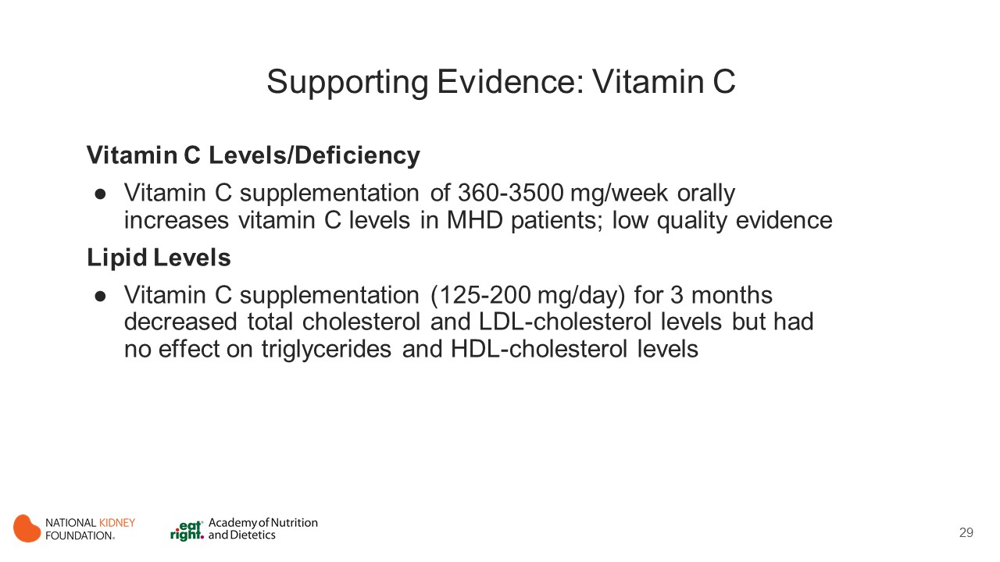 Supporting Evidence: Vitamin C
Vitamin C Levels/Deficiency
● Vitamin C supplementation of 360-3500 mg/week orally
increases vitamin C levels in MHD patients; low quality evidence
Lipid Levels
● Vitamin C supplementation (125-200 mg/day) for 3 months
decreased total cholesterol and LDL-cholesterol levels but had
no effect on triglycerides and HDL-cholesterol levels
NATIONAL KIDNEY
FOUNDATION®
eat
right.
Academy of Nutrition
and Dietetics
29